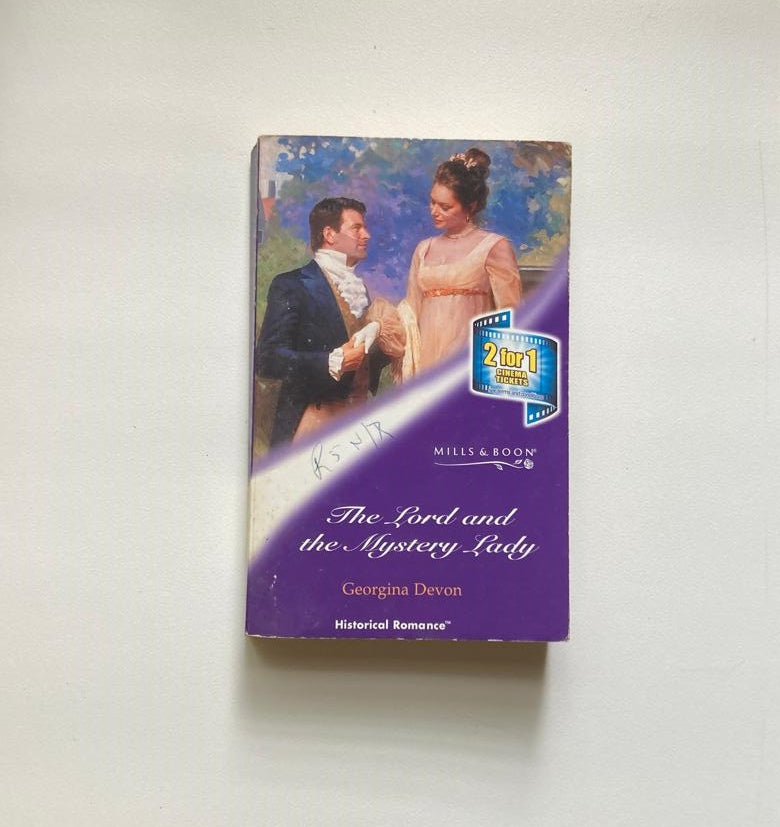 2 for 1
CINEMA
TICKETS
MILLS & BOON®
The Lord and
the Mystery Lady
Georgina Devon
Historical Romance™